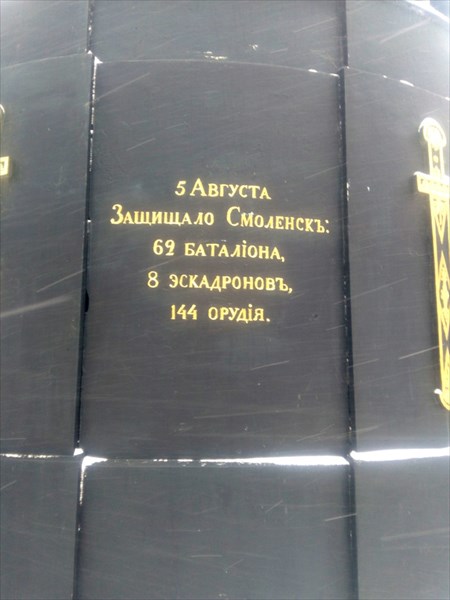 5 Августа
Защищало Смоленскъ:
62 баталіона,
8 эскадроновъ,
144 орудія.